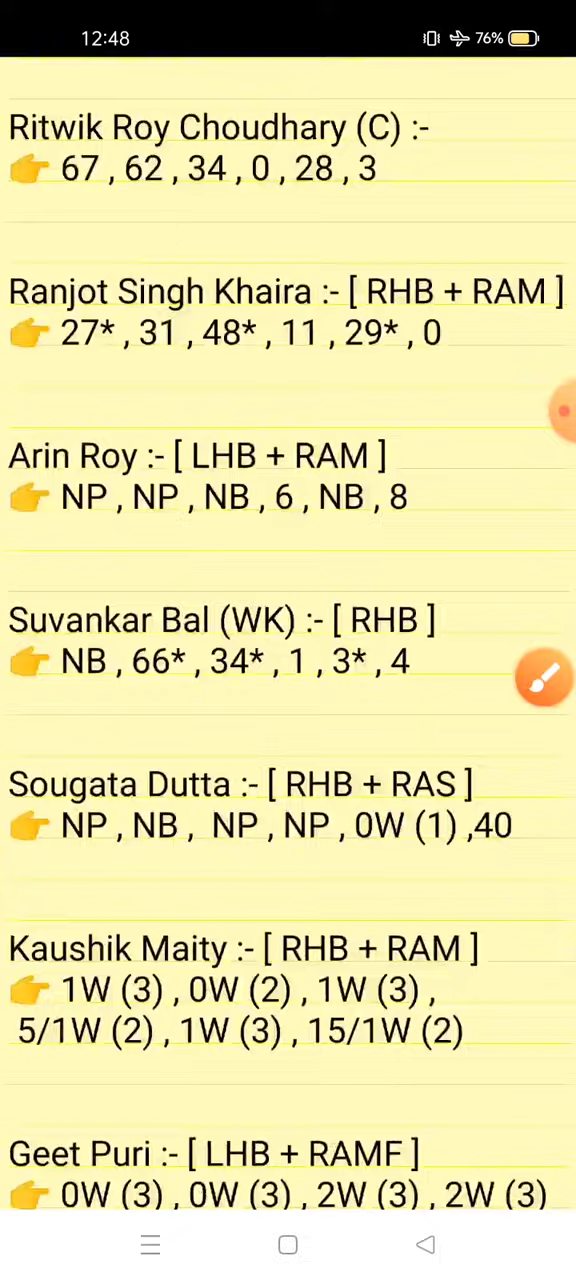 12:48
76%
Ritwik Roy Choudhary (C) :-
👉 67 , 62 , 34 , 0 , 28 , 3
Ranjot Singh Khaira :- [ RHB + RAM ]
👉 27* , 31 , 48* , 11 , 29* , 0
Arin Roy :- [ LHB + RAM ]
👉 NP , NP , NB , 6 , NB , 8
Suvankar Bal (WK) :- [ RHB ]
👉 NB , 66* , 34* , 1 , 3* , 4
Sougata Dutta :- [ RHB + RAS ]
👉 NP , NB , NP , NP , 0W (1) ,40
Kaushik Maity :- [ RHB + RAM ]
👉 1W (3) , 0W (2) , 1W (3) ,
5/1W (2) , 1W (3) , 15/1W (2)
Geet Puri :- [ LHB + RAMF ]
👉 0W (3) , 0W (3) , 2W (3) , 2W (3)